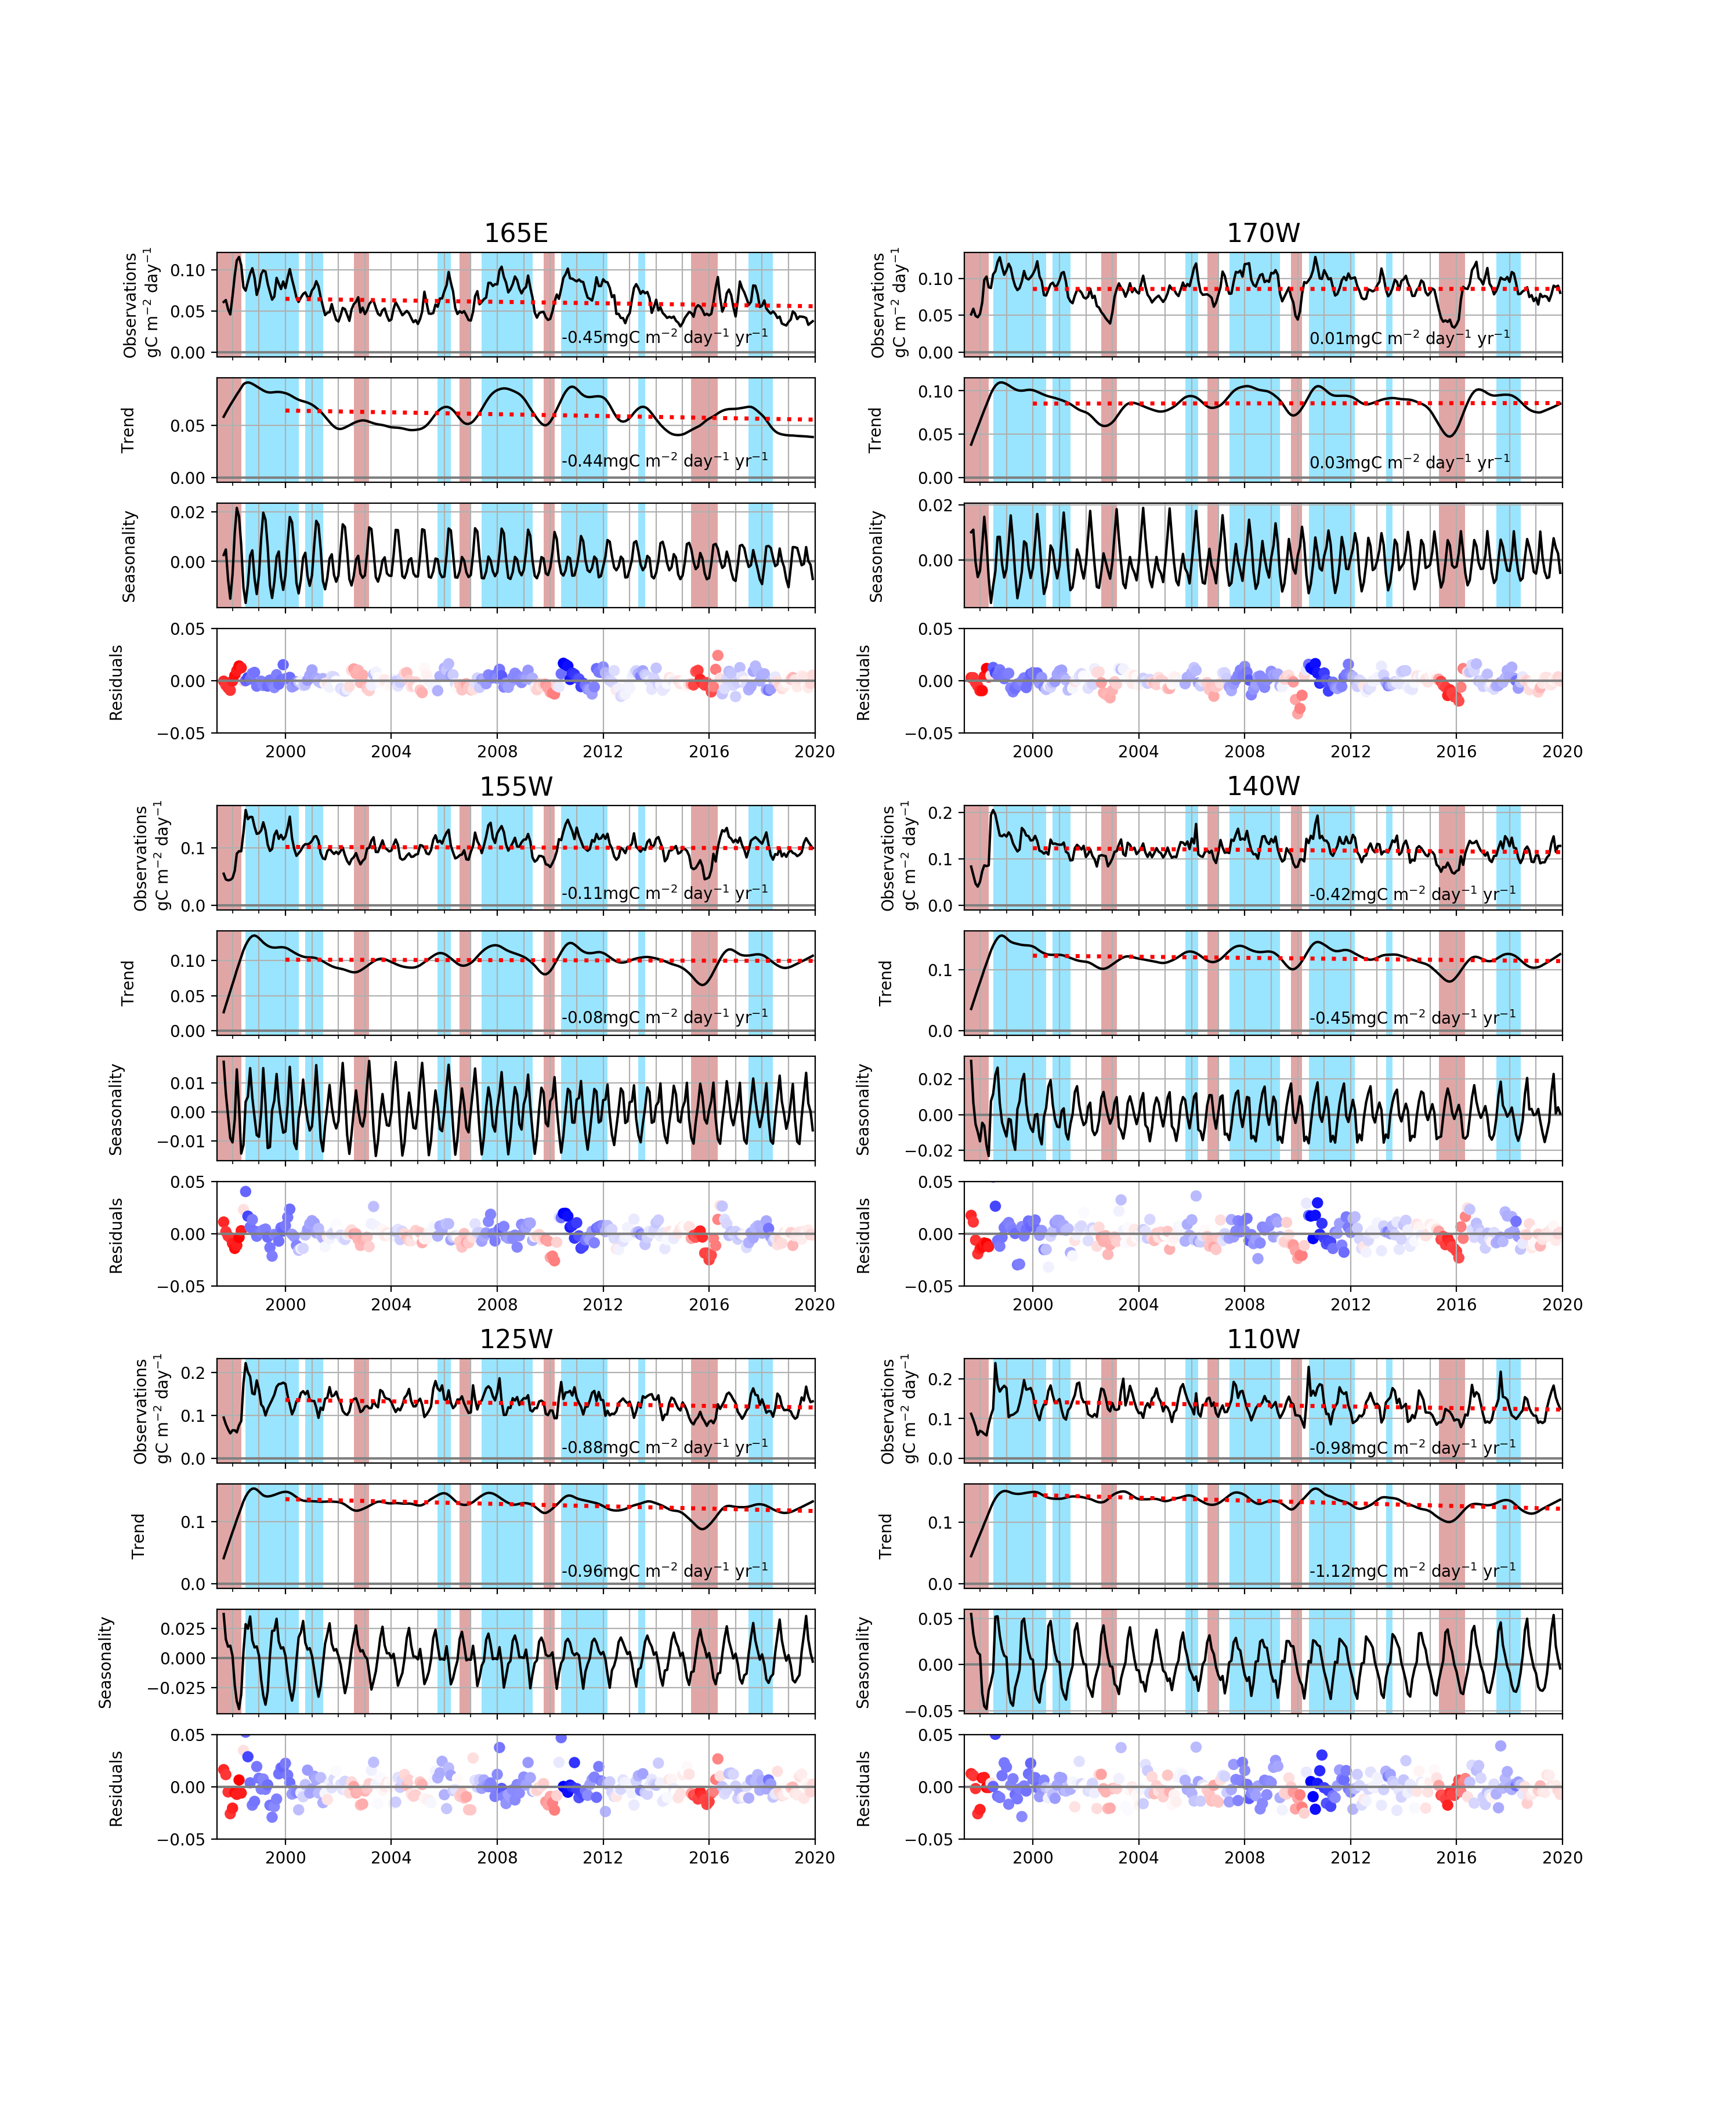 165E
Observations
gC m⁻² day⁻¹
0.10
0.05
0.00
-0.45mgC m⁻² day⁻¹ yr⁻¹
Trend
0.05
0.00
-0.44mgC m⁻² day⁻¹ yr⁻¹
Seasonality
0.02
0.00
Residuals
0.05
0.00
−0.05
2000 2004 2008 2012 2016 2020
170W
Observations
gC m⁻² day⁻¹
0.10
0.05
0.00
0.01mgC m⁻² day⁻¹ yr⁻¹
Trend
0.10
0.05
0.00
0.03mgC m⁻² day⁻¹ yr⁻¹
Seasonality
0.02
0.00
Residuals
0.05
0.00
−0.05
2000 2004 2008 2012 2016 2020
155W
Observations
gC m⁻² day⁻¹
0.1
0.0
-0.11mgC m⁻² day⁻¹ yr⁻¹
Trend
0.10
0.05
0.00
-0.08mgC m⁻² day⁻¹ yr⁻¹
Seasonality
0.01
0.00
−0.01
Residuals
0.05
0.00
−0.05
2000 2004 2008 2012 2016 2020
140W
Observations
gC m⁻² day⁻¹
0.2
0.1
0.0
-0.42mgC m⁻² day⁻¹ yr⁻¹
Trend
0.1
0.0
-0.45mgC m⁻² day⁻¹ yr⁻¹
Seasonality
0.02
0.00
−0.02
Residuals
0.05
0.00
−0.05
2000 2004 2008 2012 2016 2020
125W
Observations
gC m⁻² day⁻¹
0.2
0.1
0.0
-0.88mgC m⁻² day⁻¹ yr⁻¹
Trend
0.1
0.0
-0.96mgC m⁻² day⁻¹ yr⁻¹
Seasonality
0.025
0.000
−0.025
Residuals
0.05
0.00
−0.05
2000 2004 2008 2012 2016 2020
110W
Observations
gC m⁻² day⁻¹
0.2
0.1
0.0
-0.98mgC m⁻² day⁻¹ yr⁻¹
Trend
0.1
0.0
-1.12mgC m⁻² day⁻¹ yr⁻¹
Seasonality
0.05
0.00
−0.05
Residuals
0.05
0.00
−0.05
2000 2004 2008 2012 2016 2020